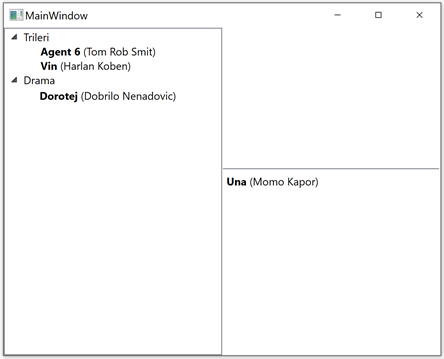 MainWindow
Trileri
Agent 6 (Tom Rob Smit)
Vin (Harlan Koben)
Drama
Dorotej (Dobrilo Nenadovic)
Una (Momo Kapor)